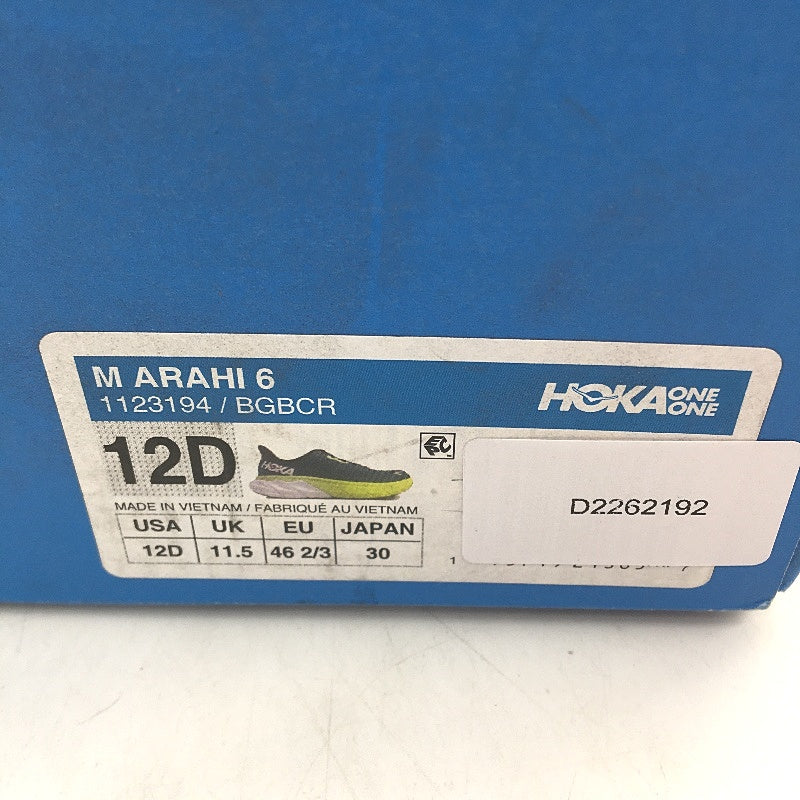 M ARAHI 6
1123194 / BGBCR
HOKA ONE ONE
12D
HOKA
MADE IN VIETNAM / FABRIQUÉ AU VIETNAM
USA UK EU JAPAN
12D 11.5 46 2/3 30
D2262192